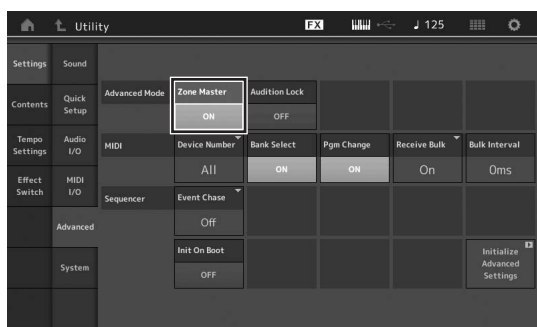 Utility FX 125
Settings Sound
Contents Quick Setup
Tempo Settings Audio I/O
Effect Switch MIDI I/O
Advanced
System
Advanced Mode Zone Master ON Audition Lock OFF
MIDI Device Number All Bank Select ON Pgm Change ON Receive Bulk On Bulk Interval 0ms
Sequencer Event Chase Off
Init On Boot OFF
Initialize Advanced Settings